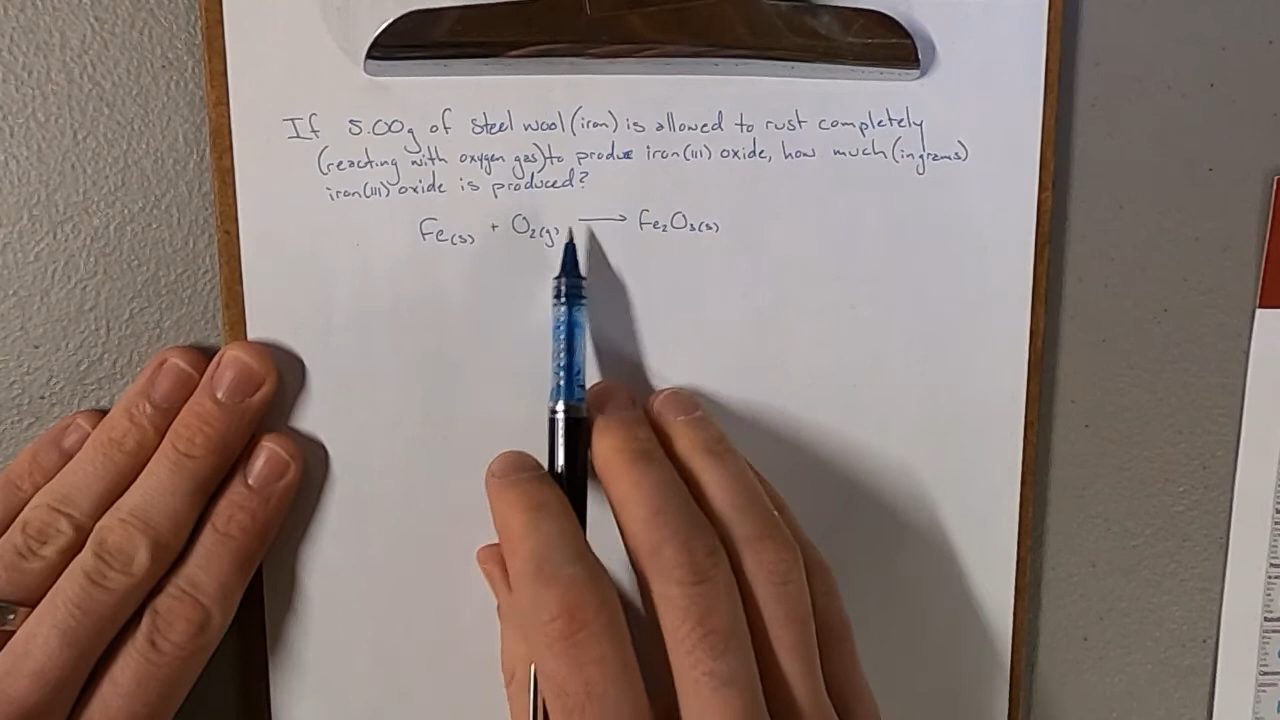 If 5.00g of steel wool (iron) is allowed to rust completely
(reacting with oxygen gas) to produce iron(III) oxide, how much (in grams)
iron(III) oxide is produced?
Fe(s) + O2(g) → Fe2O3(s)